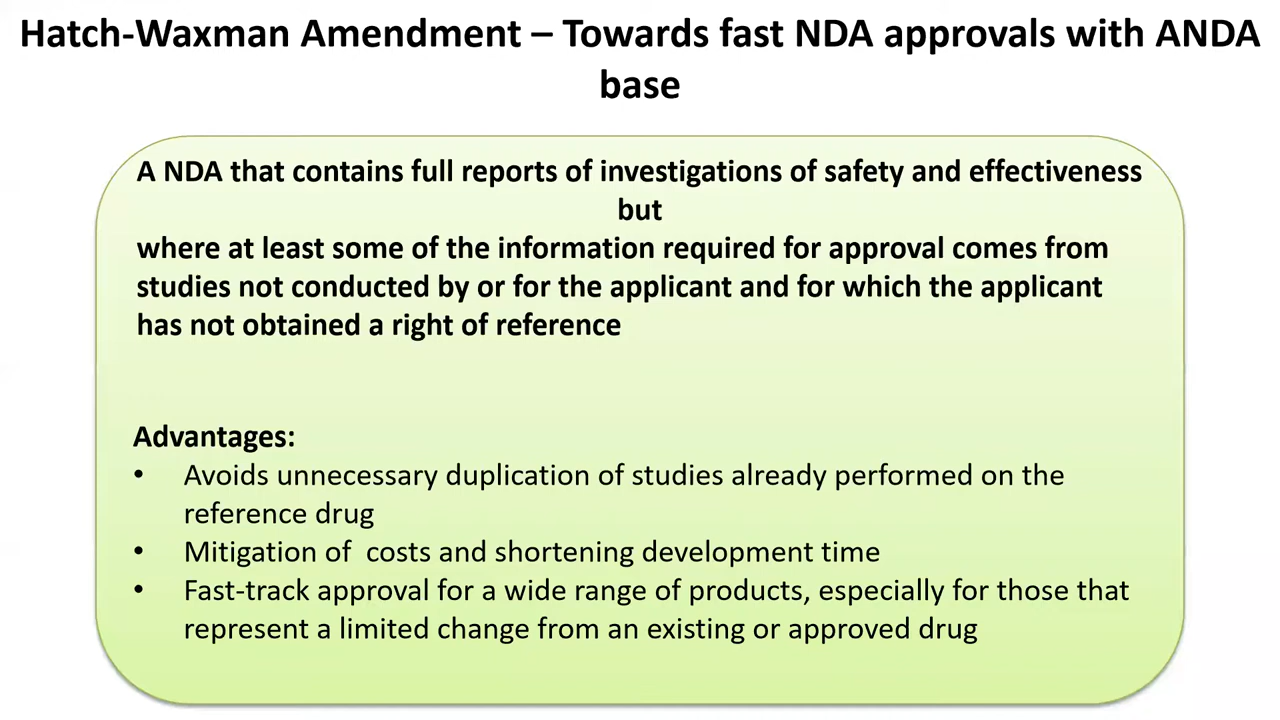 Hatch-Waxman Amendment – Towards fast NDA approvals with ANDA
base
A NDA that contains full reports of investigations of safety and effectiveness
but
where at least some of the information required for approval comes from
studies not conducted by or for the applicant and for which the applicant
has not obtained a right of reference
Advantages:
• Avoids unnecessary duplication of studies already performed on the
reference drug
• Mitigation of  costs and shortening development time
• Fast-track approval for a wide range of products, especially for those that
represent a limited change from an existing or approved drug